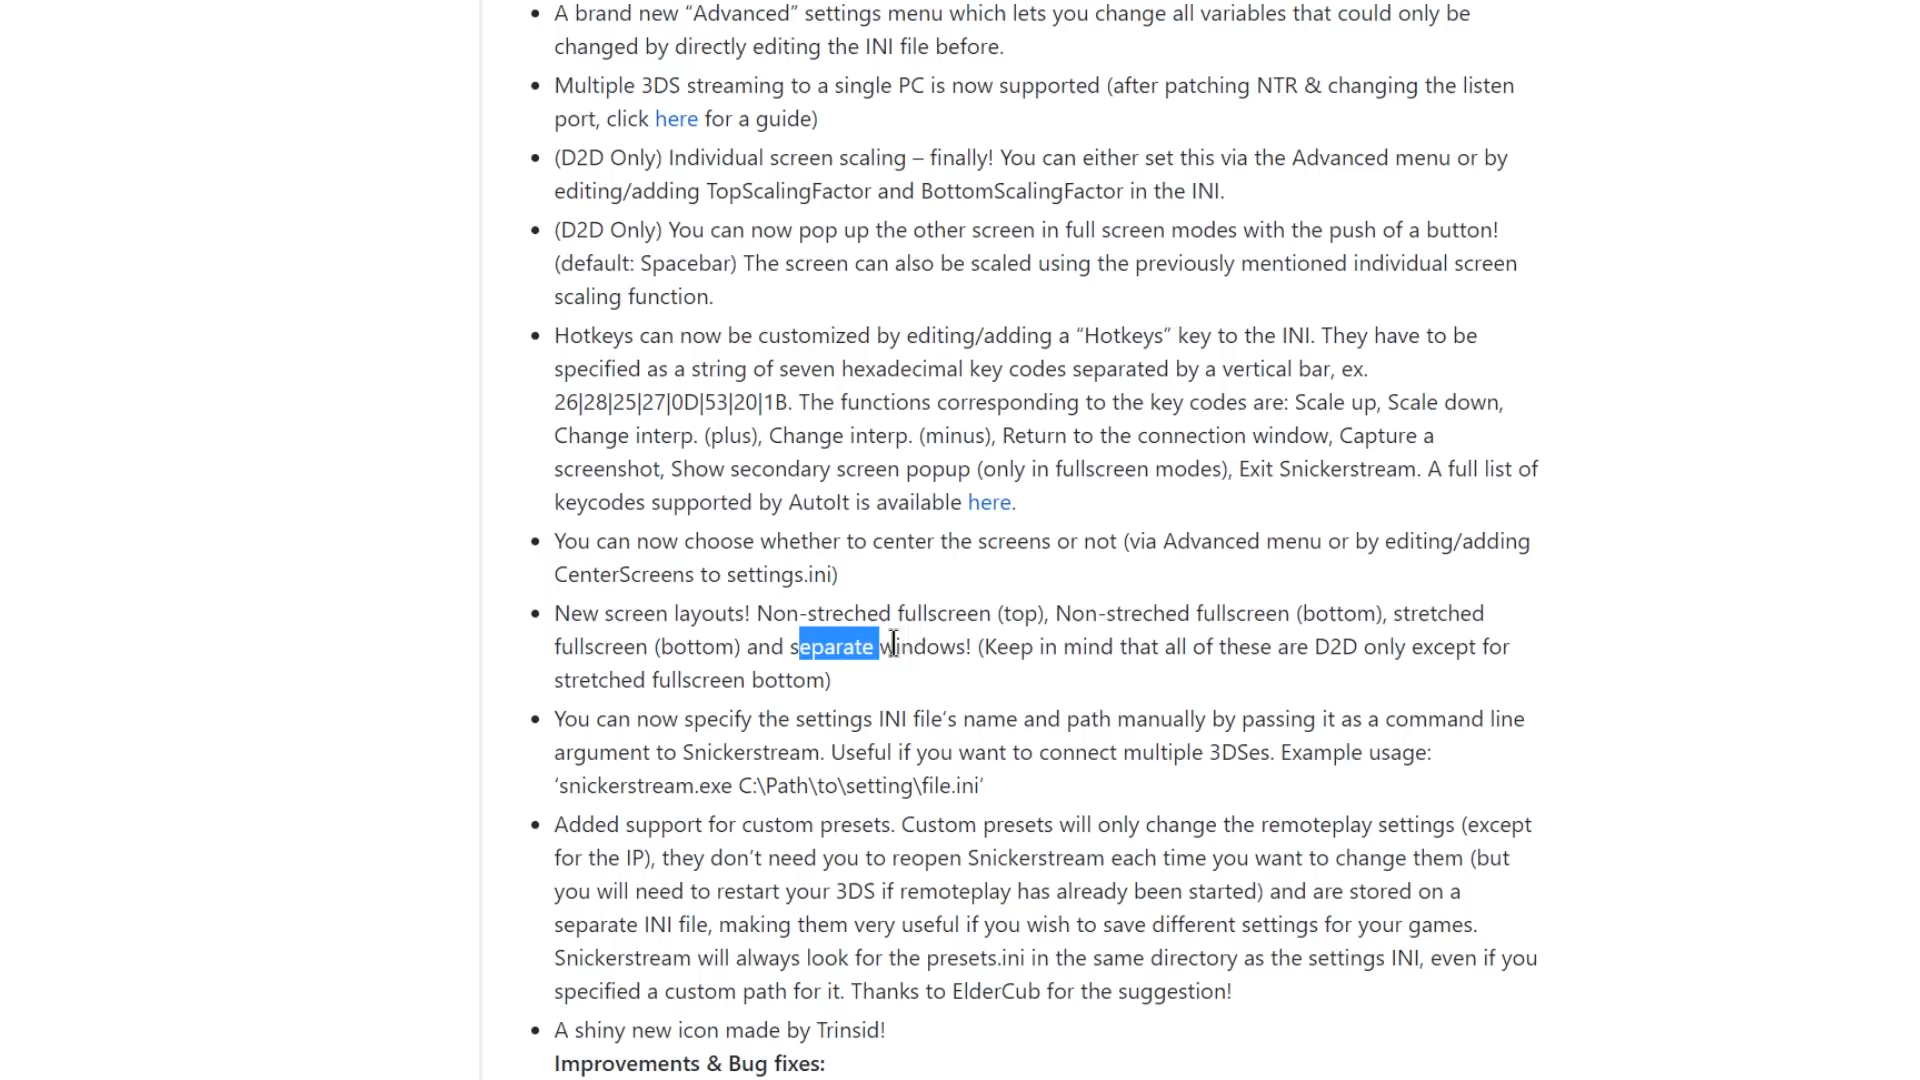 A brand new “Advanced” settings menu which lets you change all variables that could only be
changed by directly editing the INI file before.
Multiple 3DS streaming to a single PC is now supported (after patching NTR & changing the listen
port, click here for a guide)
(D2D Only) Individual screen scaling – finally! You can either set this via the Advanced menu or by
editing/adding TopScalingFactor and BottomScalingFactor in the INI.
(D2D Only) You can now pop up the other screen in full screen modes with the push of a button!
(default: Spacebar) The screen can also be scaled using the previously mentioned individual screen
scaling function.
Hotkeys can now be customized by editing/adding a “Hotkeys” key to the INI. They have to be
specified as a string of seven hexadecimal key codes separated by a vertical bar, ex.
26|28|25|27|0D|53|20|1B. The functions corresponding to the key codes are: Scale up, Scale down,
Change interp. (plus), Change interp. (minus), Return to the connection window, Capture a
screenshot, Show secondary screen popup (only in fullscreen modes), Exit Snickerstream. A full list of
keycodes supported by AutoIt is available here.
You can now choose whether to center the screens or not (via Advanced menu or by editing/adding
CenterScreens to settings.ini)
New screen layouts! Non-streched fullscreen (top), Non-streched fullscreen (bottom), stretched
fullscreen (bottom) and separate windows! (Keep in mind that all of these are D2D only except for
stretched fullscreen bottom)
You can now specify the settings INI file’s name and path manually by passing it as a command line
argument to Snickerstream. Useful if you want to connect multiple 3DSes. Example usage:
‘snickerstream.exe C:\Path\to\setting\file.ini’
Added support for custom presets. Custom presets will only change the remoteplay settings (except
for the IP), they don’t need you to reopen Snickerstream each time you want to change them (but
you will need to restart your 3DS if remoteplay has already been started) and are stored on a
separate INI file, making them very useful if you wish to save different settings for your games.
Snickerstream will always look for the presets.ini in the same directory as the settings INI, even if you
specified a custom path for it. Thanks to ElderCub for the suggestion!
A shiny new icon made by Trinsid!
Improvements & Bug fixes: